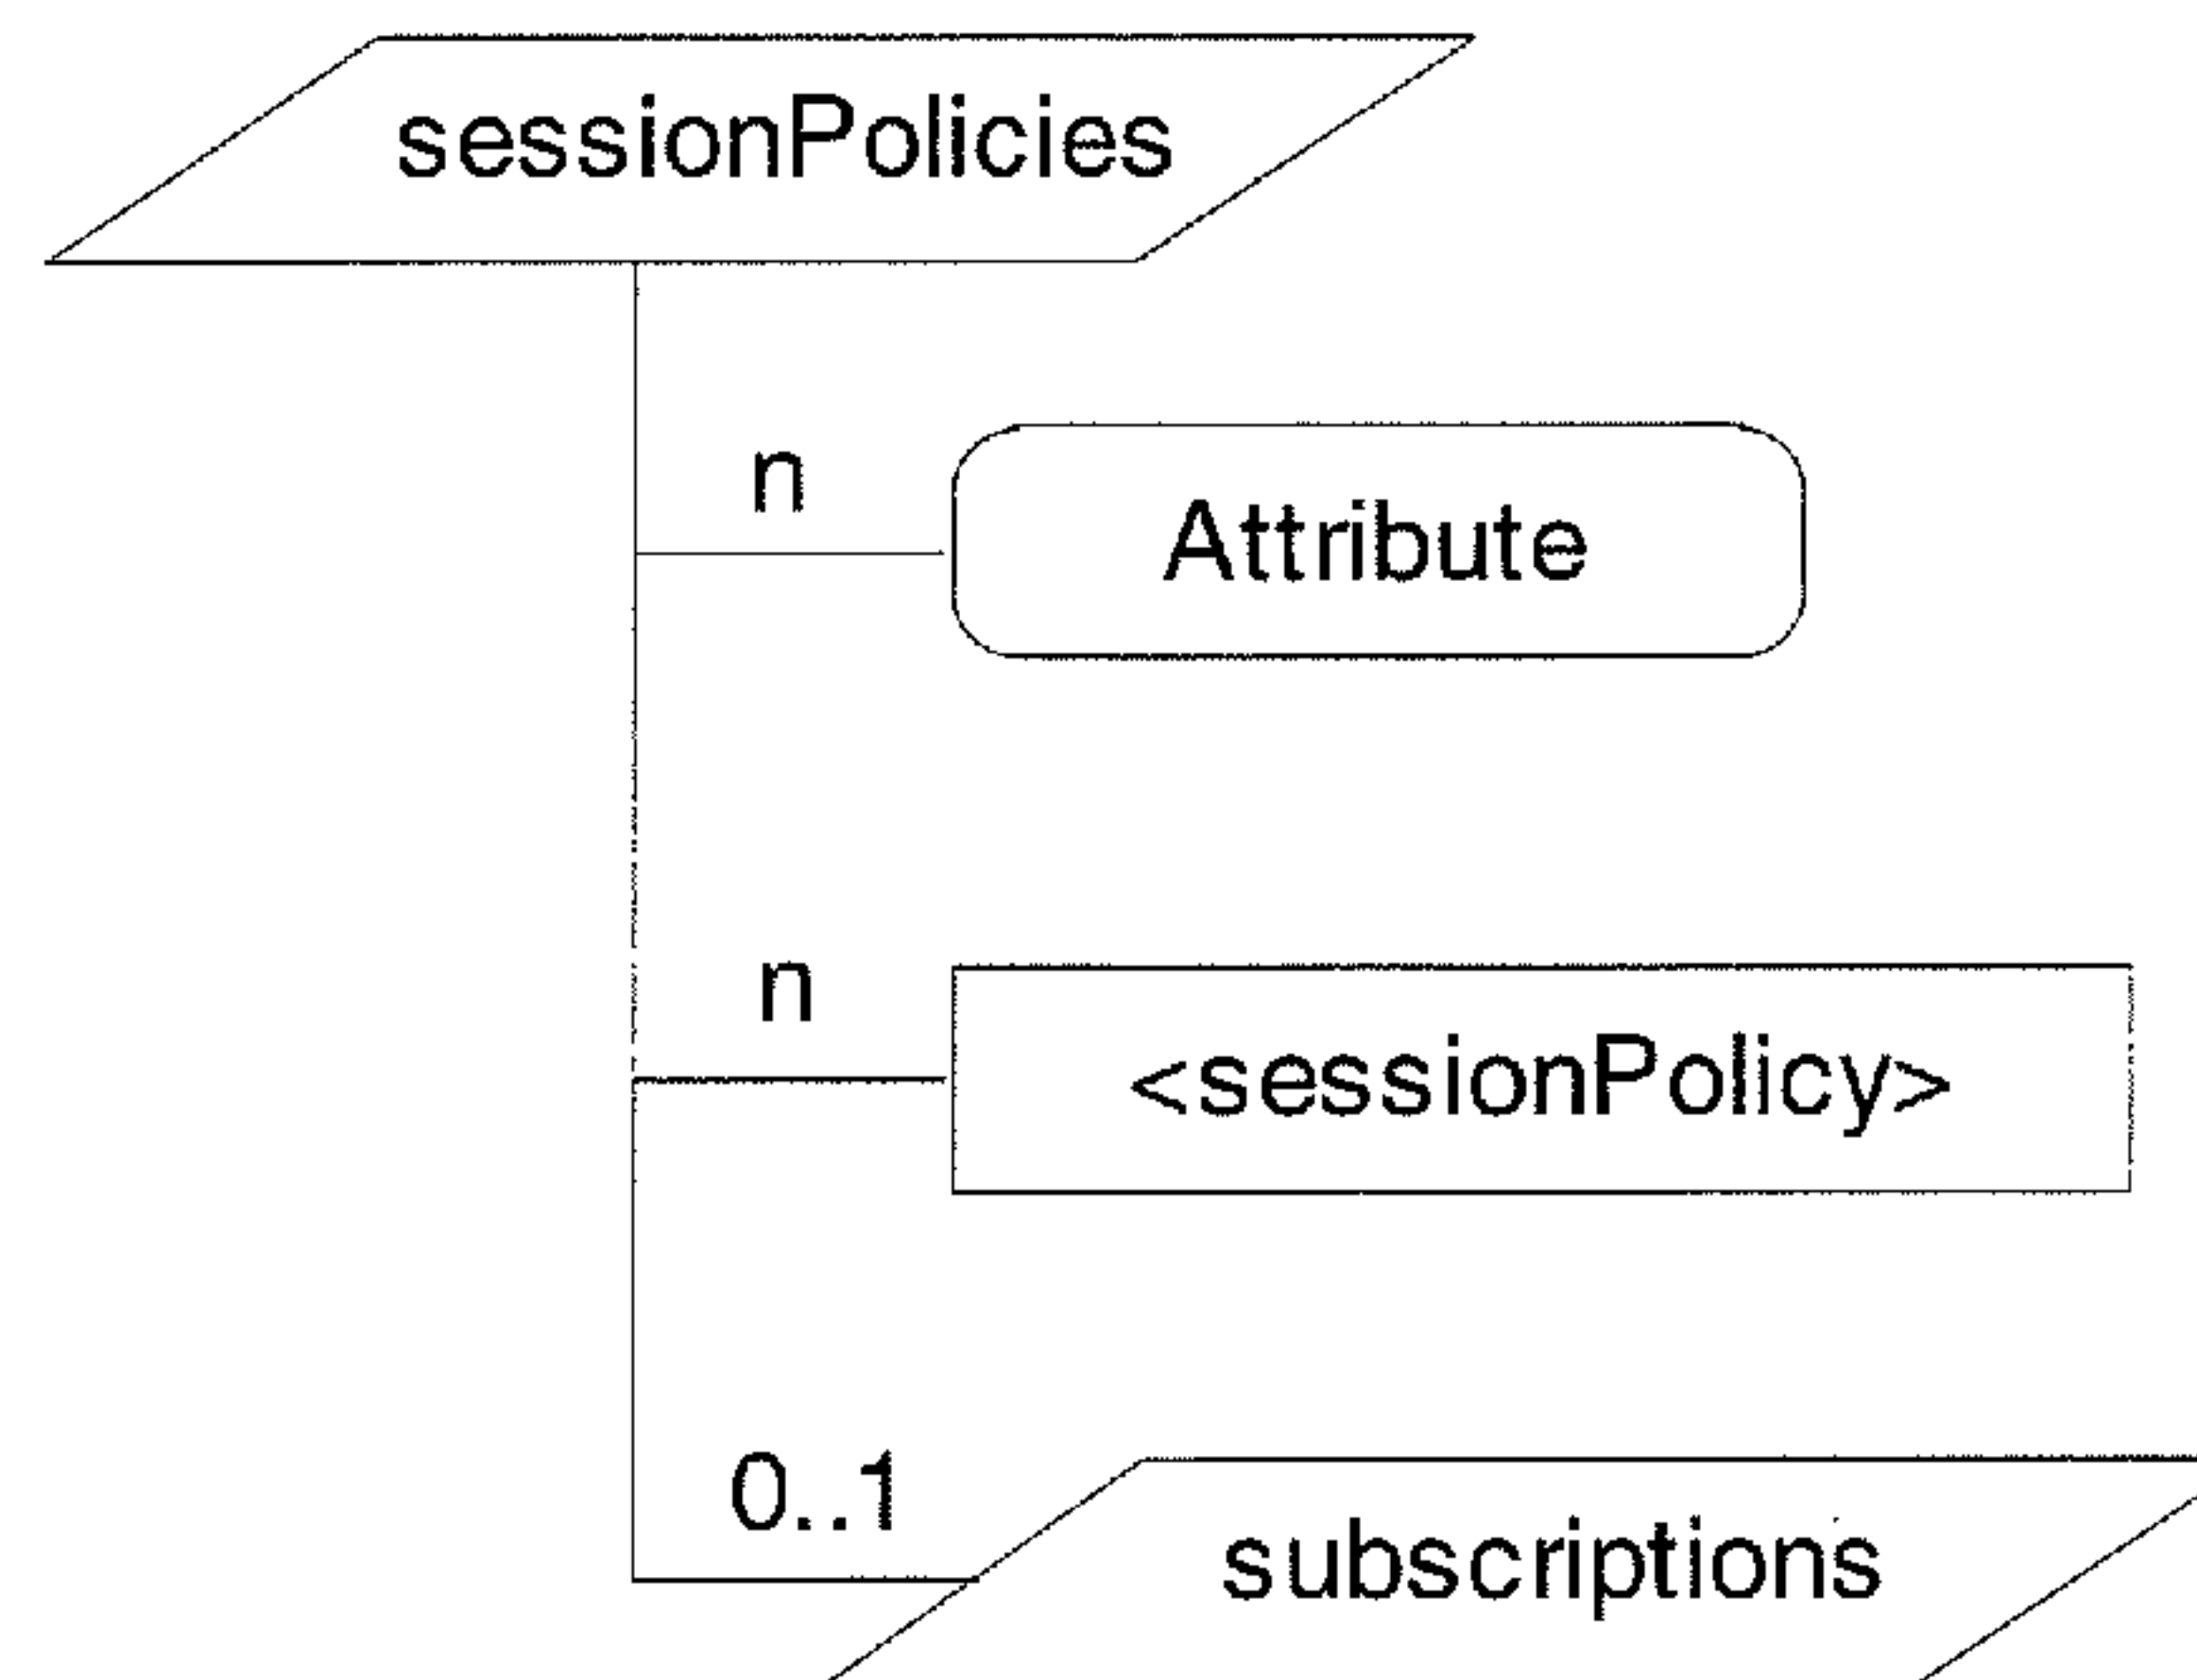 sessionPolicies
n
Attribute
n
<sessionPolicy>
0..1
subscriptions